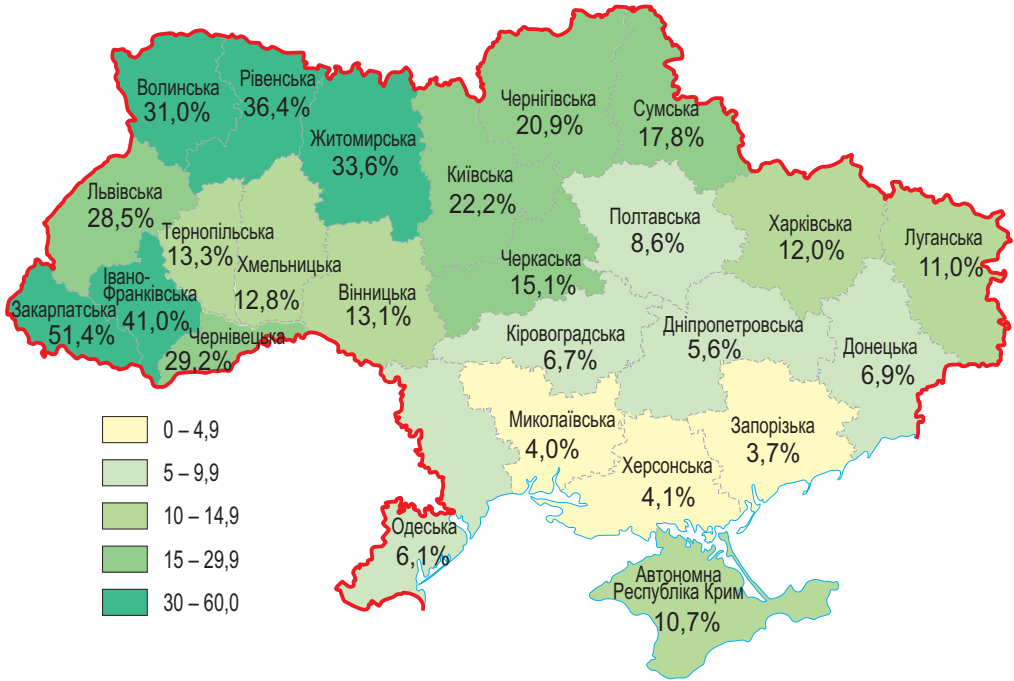 Волинська
31,0%
Рівенська
36,4%
Житомирська
33,6%
Чернігівська
20,9%
Сумська
17,8%
Київська
22,2%
Львівська
28,5%
Тернопільська
13,3%
Хмельницька
12,8%
Вінницька
13,1%
Черкаська
15,1%
Полтавська
8,6%
Харківська
12,0%
Луганська
11,0%
Івано-
Франківська
41,0%
Закарпатська
51,4%
Чернівецька
29,2%
Кіровоградська
6,7%
Дніпропетровська
5,6%
Донецька
6,9%
Миколаївська
4,0%
Херсонська
4,1%
Запорізька
3,7%
Одеська
6,1%
Автономна
Республіка Крим
10,7%
0 – 4,9
5 – 9,9
10 – 14,9
15 – 29,9
30 – 60,0